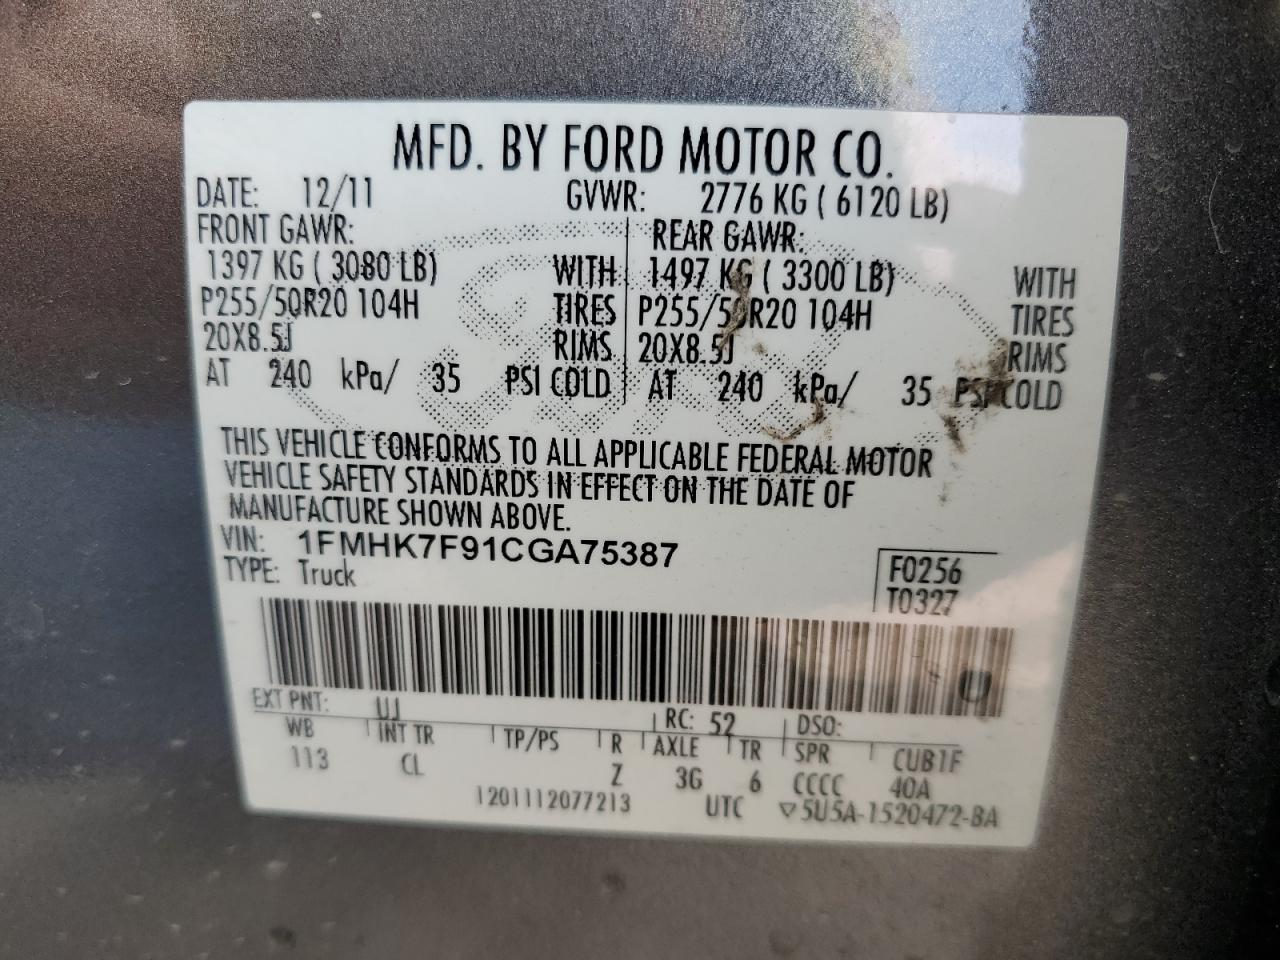 MFD. BY FORD MOTOR CO.
DATE: 12/11 GVWR: 2776 KG ( 6120 LB)
FRONT GAWR: REAR GAWR:
1397 KG ( 3080 LB) WITH 1497 KG ( 3300 LB) WITH
P255/50R20 104H TIRES P255/50R20 104H TIRES
20X8.5J RIMS 20X8.5J RIMS
AT 240 kPa/ 35 PSI COLD AT 240 kPa/ 35 PSI COLD
THIS VEHICLE CONFORMS TO ALL APPLICABLE FEDERAL MOTOR
VEHICLE SAFETY STANDARDS IN EFFECT ON THE DATE OF
MANUFACTURE SHOWN ABOVE.
VIN: 1FMHK7F91CGA75387
TYPE: Truck
F0256
T0327
U
EXT PNT: UJ RC: 52 DSO:
WB INT TR TP/PS R AXLE TR SPR CUB1F
113 CL Z 3G 6 CCCC 40A
1201112077213 UTC ▽5U5A-1520472-BA